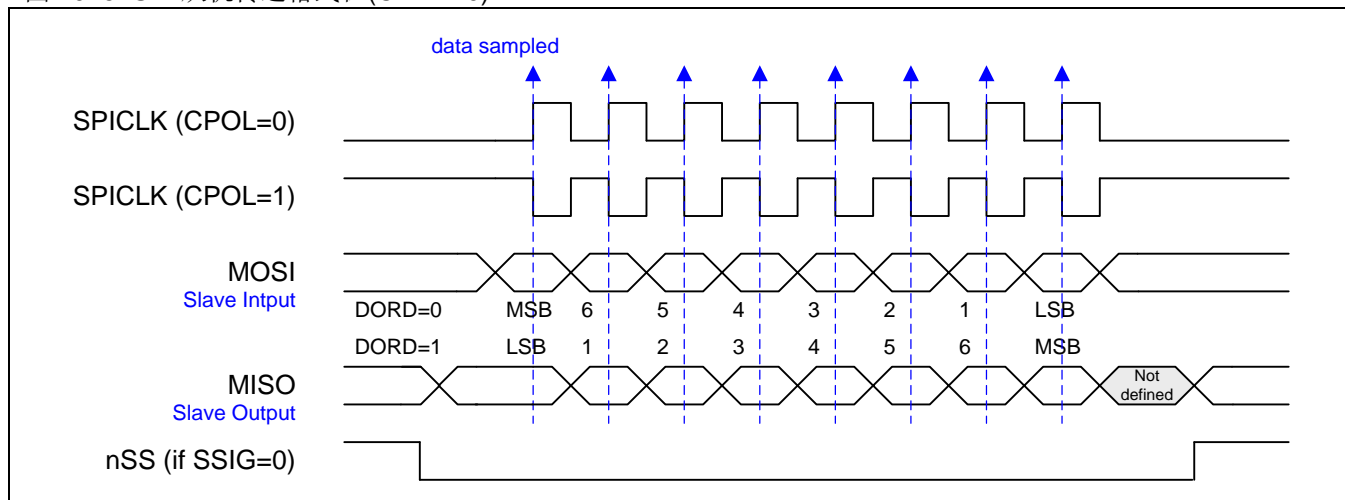 data sampled
SPICLK (CPOL=0)
SPICLK (CPOL=1)
MOSI
Slave Intput
DORD=0 MSB 6 5 4 3 2 1 LSB
DORD=1 LSB 1 2 3 4 5 6 MSB
MISO
Slave Output
Not
defined
nSS (if SSIG=0)